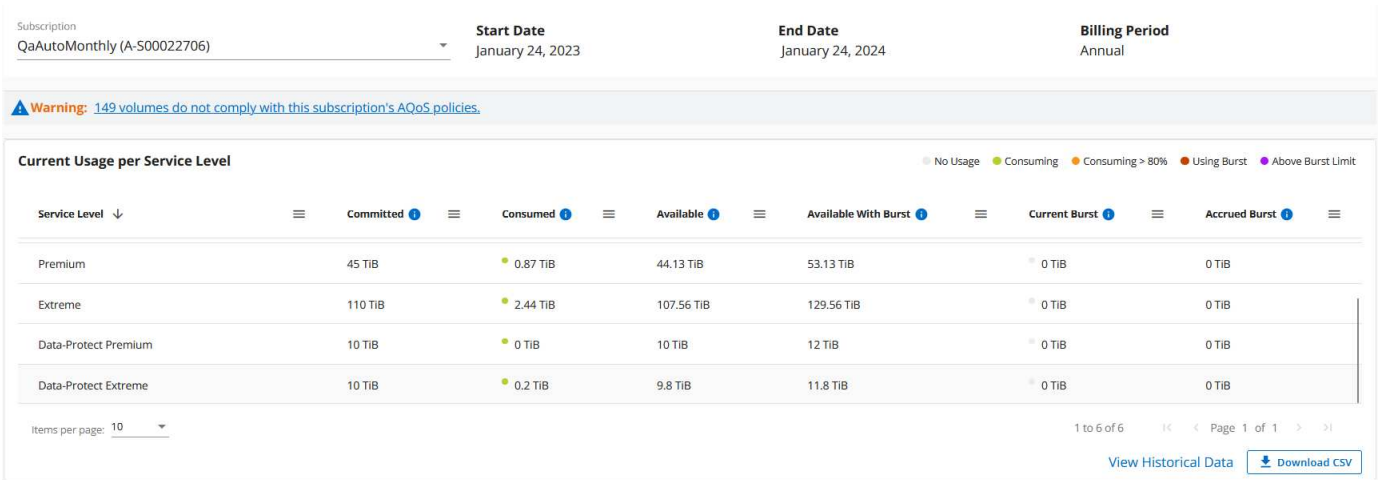 Subscription
QaAutoMonthly (A-S00022706)
Start Date
January 24, 2023
End Date
January 24, 2024
Billing Period
Annual
Warning: 149 volumes do not comply with this subscription's AQoS policies.
Current Usage per Service Level
No Usage Consuming Consuming > 80% Using Burst Above Burst Limit
Service Level Committed Consumed Available Available With Burst Current Burst Accrued Burst
Premium 45 TiB 0.87 TiB 44.13 TiB 53.13 TiB 0 TiB 0 TiB
Extreme 110 TiB 2.44 TiB 107.56 TiB 129.56 TiB 0 TiB 0 TiB
Data-Protect Premium 10 TiB 0 TiB 10 TiB 12 TiB 0 TiB 0 TiB
Data-Protect Extreme 10 TiB 0.2 TiB 9.8 TiB 11.8 TiB 0 TiB 0 TiB
Items per page: 10 1 to 6 of 6 Page 1 of 1
View Historical Data Download CSV